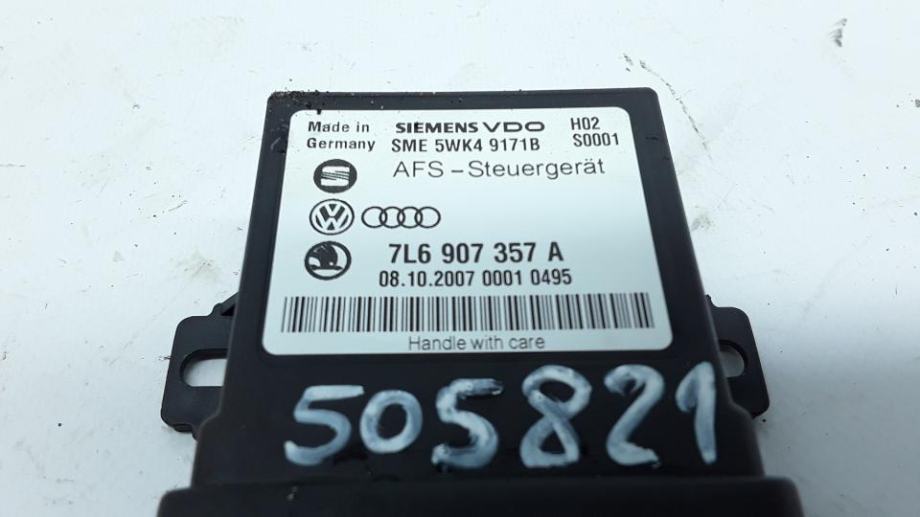 Made in SIEMENS VDO H02
Germany SME 5WK4 9171B S0001
AFS - Steuergerät
7L6 907 357 A
08.10.2007 0001 0495
Handle with care
505821